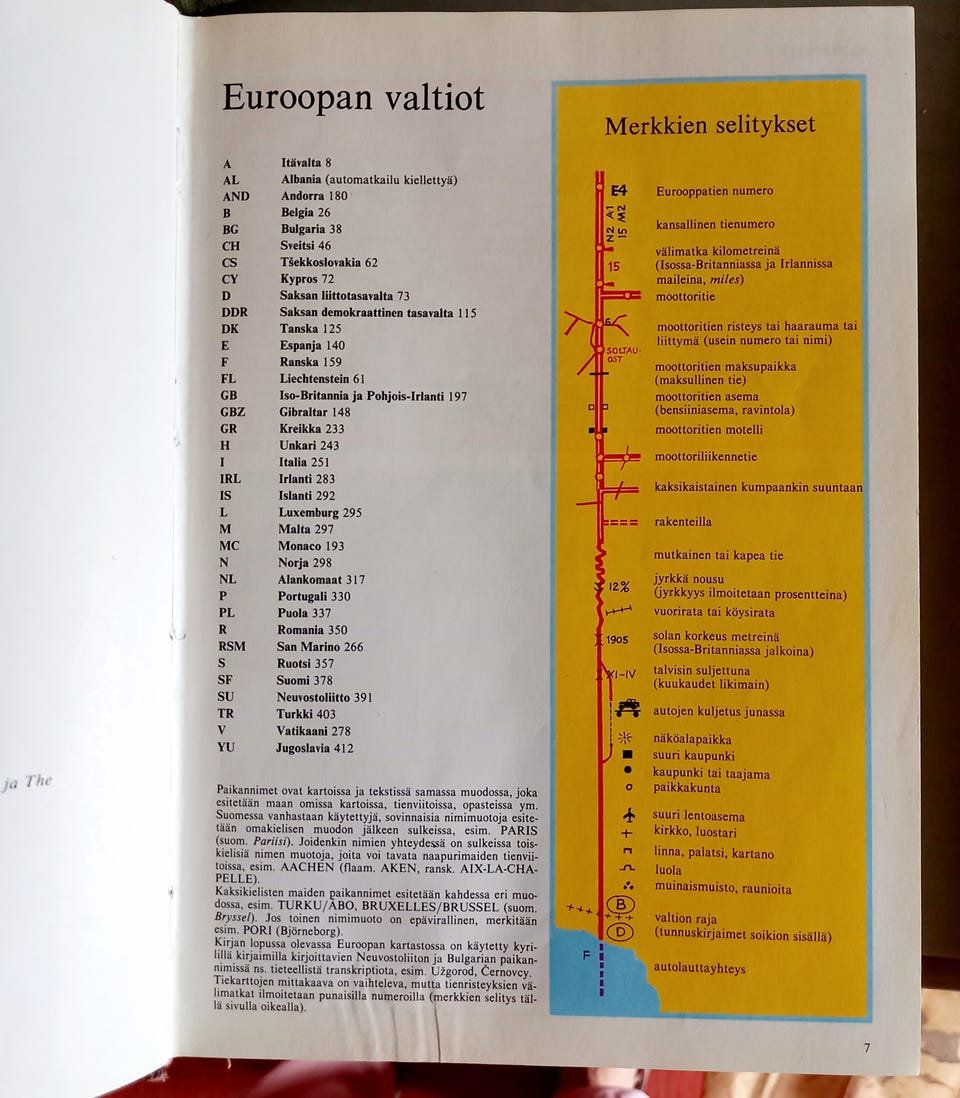 ja The
Euroopan valtiot
A Itävalta 8
AL Albania (automatkailu kiellettyä)
AND Andorra 180
B Belgia 26
BG Bulgaria 38
CH Sveitsi 46
CS Tšekkoslovakia 62
CY Kypros 72
D Saksan liittotasavalta 73
DDR Saksan demokraattinen tasavalta 115
DK Tanska 125
E Espanja 140
F Ranska 159
FL Liechtenstein 61
GB Iso-Britannia ja Pohjois-Irlanti 197
GBZ Gibraltar 148
GR Kreikka 233
H Unkari 243
I Italia 251
IRL Irlanti 283
IS Islanti 292
L Luxemburg 295
M Malta 297
MC Monaco 193
N Norja 298
NL Alankomaat 317
P Portugali 330
PL Puola 337
R Romania 350
RSM San Marino 266
S Ruotsi 357
SF Suomi 378
SU Neuvostoliitto 391
TR Turkki 403
V Vatikaani 278
YU Jugoslavia 412
Paikannimet ovat kartoissa ja tekstissä samassa muodossa, joka
esitetään maan omissa kartoissa, tienviitoissa, opasteissa ym.
Suomessa vanhastaan käytettyjä, sovinnaisia nimimuotoja esite-
tään omakielisen muodon jälkeen sulkeissa, esim. PARIS
(suom. Pariisi). Joidenkin nimien yhteydessä on sulkeissa tois-
kielisiä nimen muotoja, joita voi tavata naapurimaiden tienvii-
toissa, esim. AACHEN (flaam. AKEN, ransk. AIX-LA-CHA-
PELLE).
Kaksikielisten maiden paikannimet esitetään kahdessa eri muo-
dossa, esim. TURKU/ÅBO, BRUXELLES/BRUSSEL (suom.
Bryssel). Jos toinen nimimuoto on epävirallinen, merkitään
esim. PORI (Björneborg).
Kirjan lopussa olevassa Euroopan kartastossa on käytetty kyri-
lillä kirjaimilla kirjoittavien Neuvostoliiton ja Bulgarian paikan-
nimissä ns. tieteellistä transkriptiota, esim. Užgorod, Černovcy.
Tiekarttojen mittakaava on vaihteleva, mutta tienristeyksien vä-
limatkat ilmoitetaan punaisilla numeroilla (merkkien selitys täl-
lä sivulla oikealla).
Merkkien selitykset
E4 Eurooppatien numero
N2 A1
15 M2
kansallinen tienumero
15 välimatka kilometreinä
(Isossa-Britanniassa ja Irlannissa
maileina, miles)
moottoritie
6 moottoritien risteys tai haarauma tai
liittymä (usein numero tai nimi)
SOLTAU-
OST
moottoritien maksupaikka
(maksullinen tie)
moottoritien asema
(bensiiniasema, ravintola)
moottoritien motelli
moottoriliikennetie
kaksikaistainen kumpaankin suuntaan
rakenteilla
mutkainen tai kapea tie
12% jyrkkä nousu
(jyrkkyys ilmoitetaan prosentteina)
vuorirata tai köysirata
1905 solan korkeus metreinä
(Isossa-Britanniassa jalkoina)
XI-IV talvisin suljettuna
(kuukaudet likimain)
autojen kuljetus junassa
näköalapaikka
suuri kaupunki
kaupunki tai taajama
paikkakunta
suuri lentoasema
kirkko, luostari
linna, palatsi, kartano
luola
muinaismuisto, raunioita
B
D
valtion raja
(tunnuskirjaimet soikion sisällä)
F autolauttayhteys
7